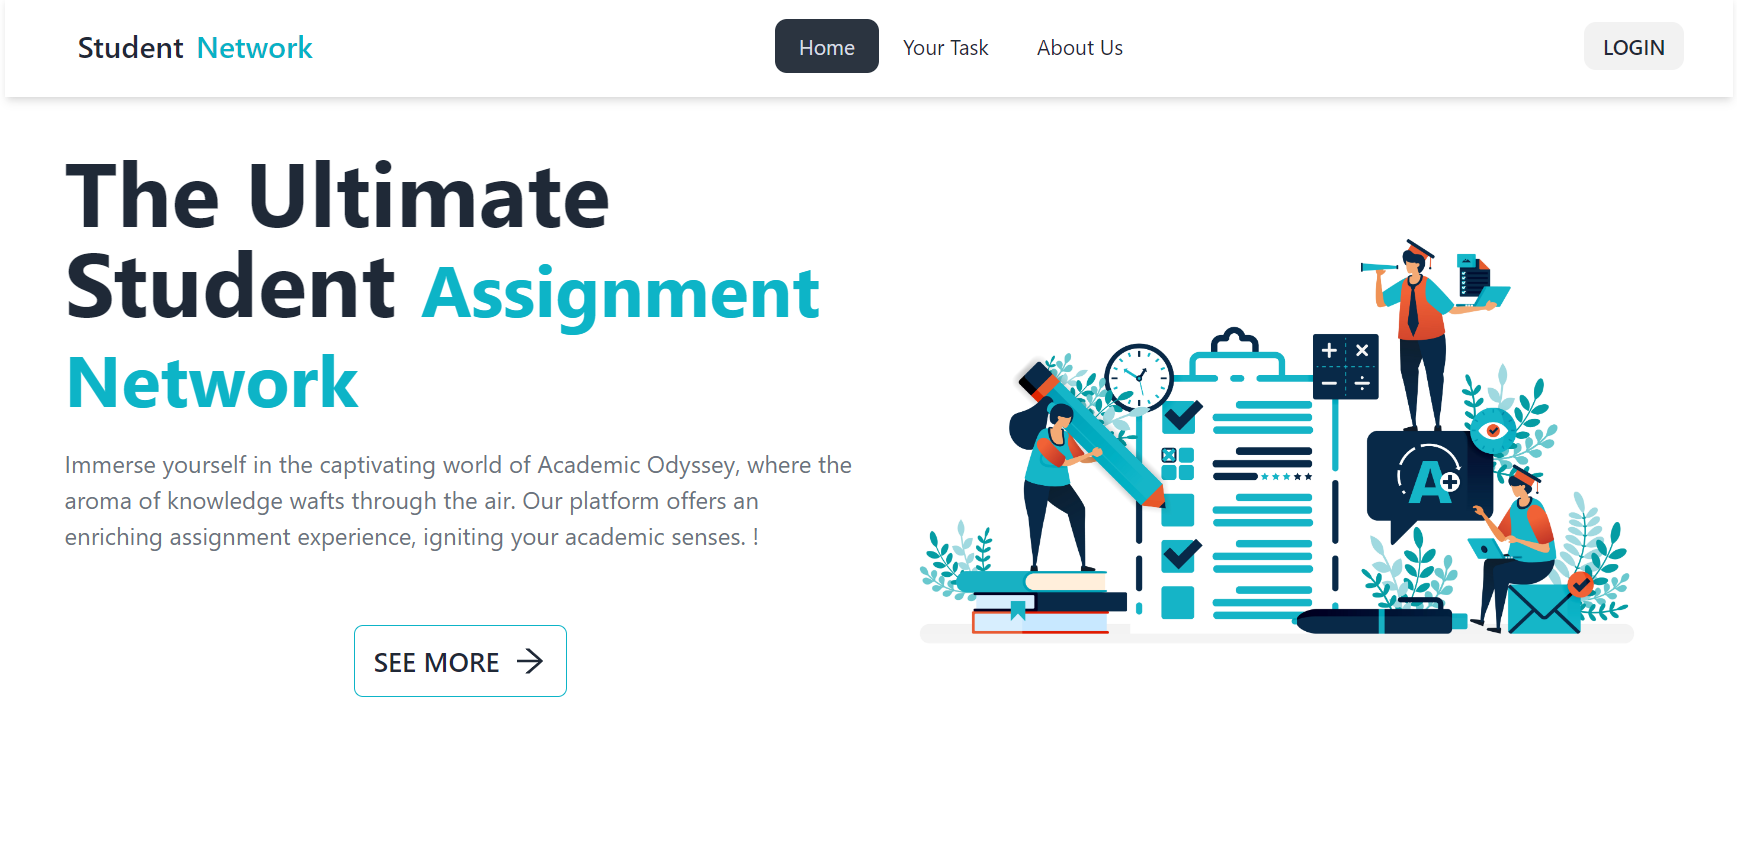 Student Network
Home
Your Task
About Us
LOGIN
The Ultimate
Student Assignment
Network
Immerse yourself in the captivating world of Academic Odyssey, where the
aroma of knowledge wafts through the air. Our platform offers an
enriching assignment experience, igniting your academic senses. !
SEE MORE →
A+